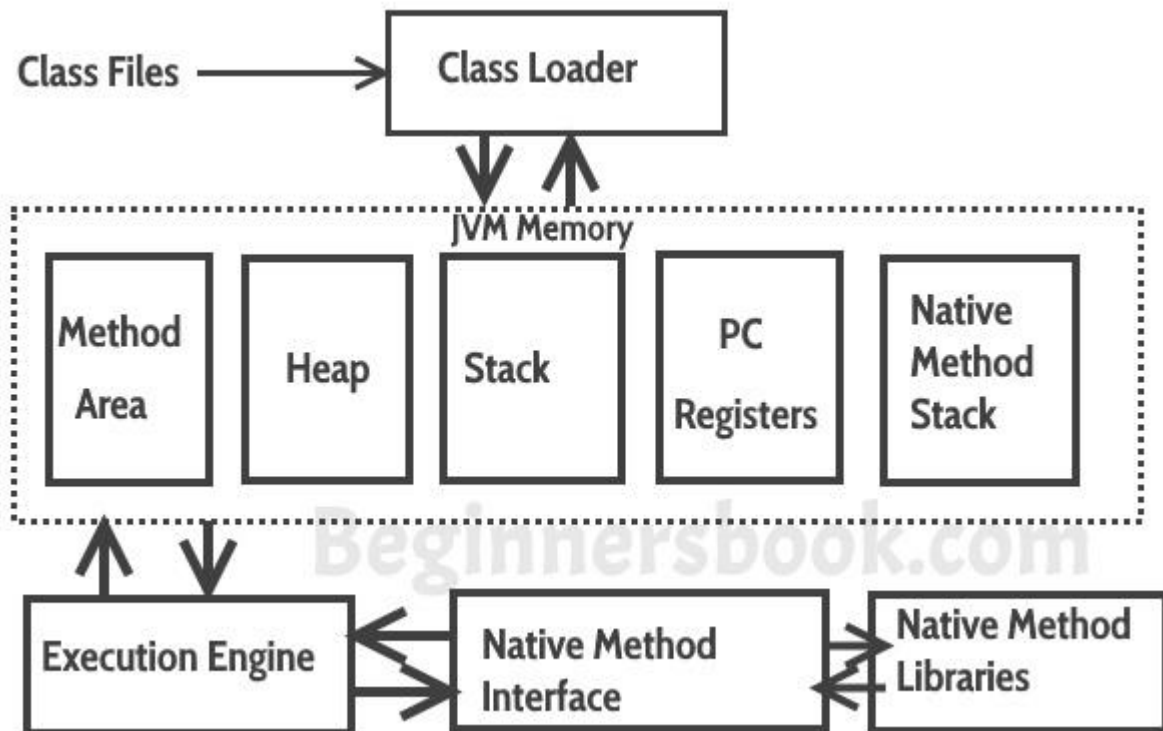 Class Files
Class Loader
JVM Memory
Method
Area
Heap
Stack
PC
Registers
Native
Method
Stack
Beginnersbook.com
Execution Engine
Native Method
Interface
Native Method
Libraries